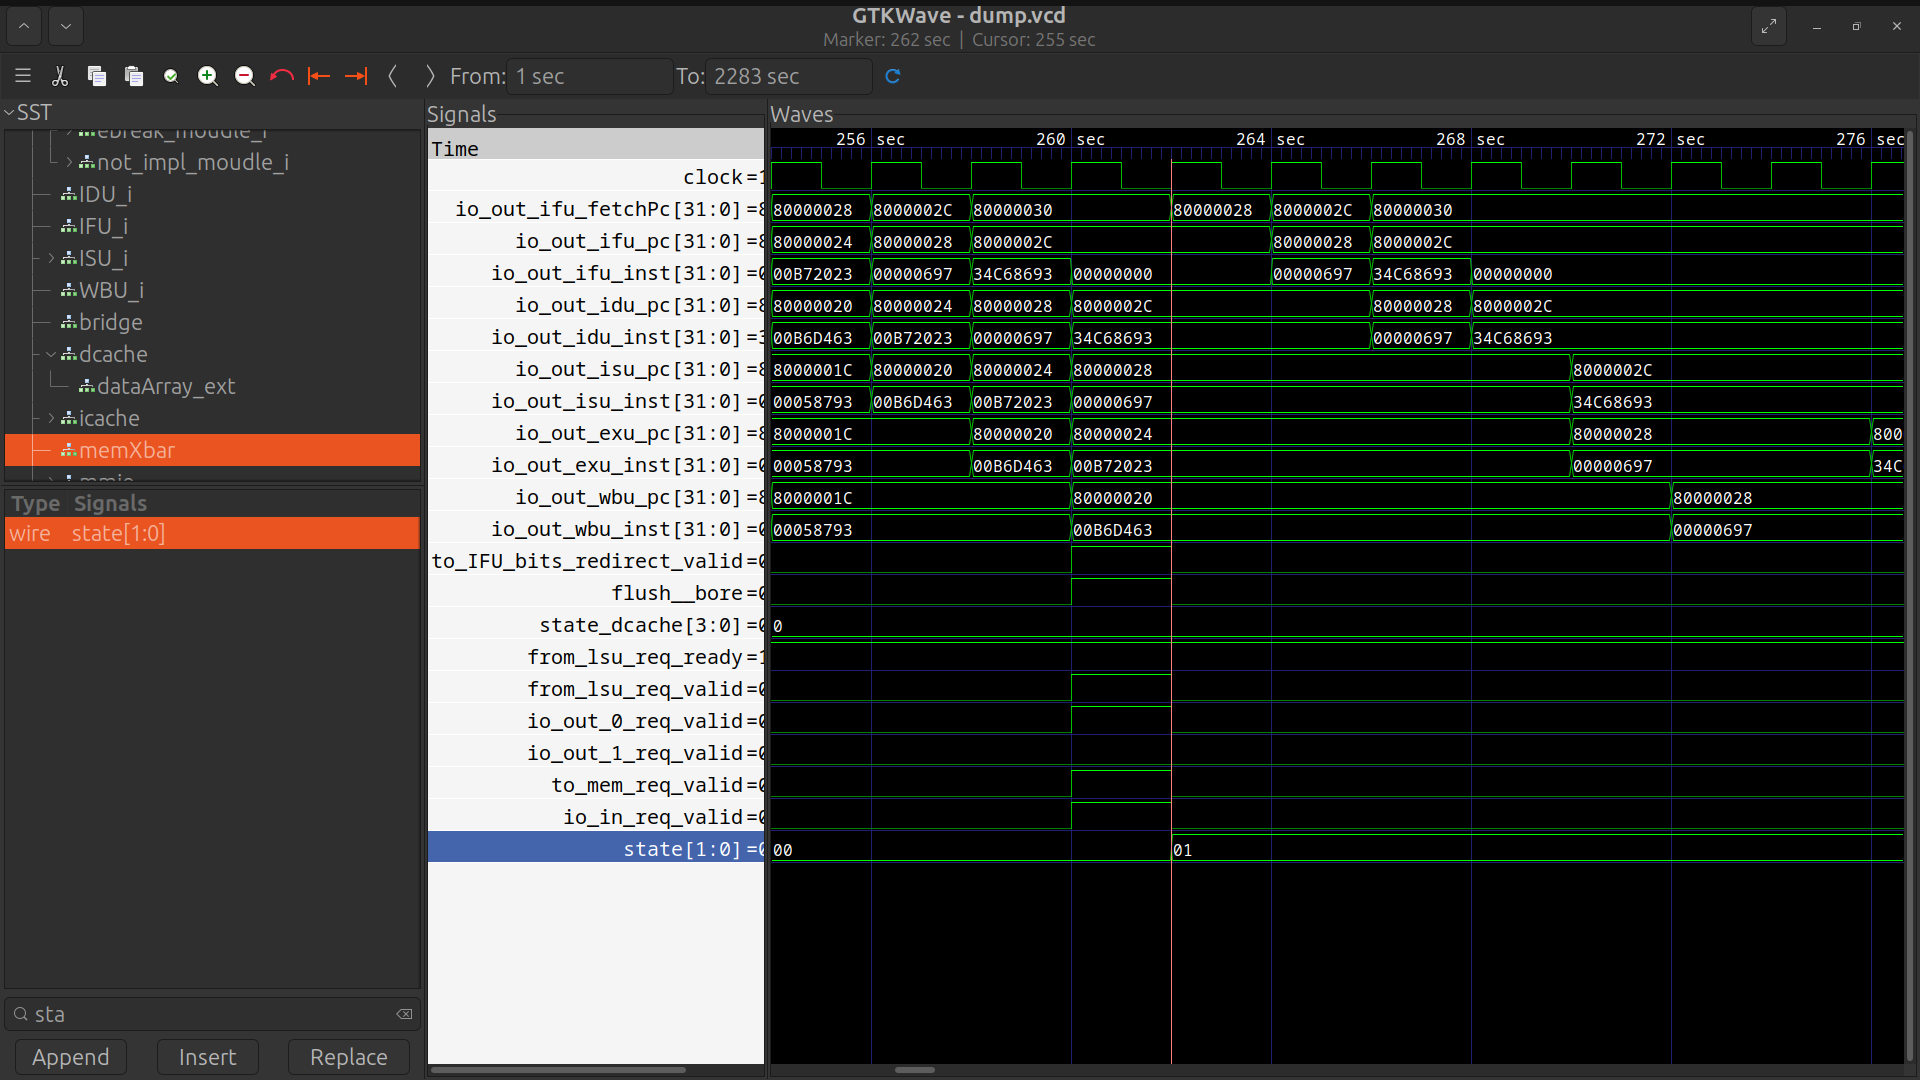 GTKWave - dump.vcd
Marker: 262 sec | Cursor: 255 sec
From: 1 sec To: 2283 sec
SST
ebreak_moudle_i
not_impl_moudle_i
IDU_i
IFU_i
ISU_i
WBU_i
bridge
dcache
dataArray_ext
icache
memXbar
Type Signals
wire state[1:0]
sta
Append Insert Replace
Signals
Time
clock=1
io_out_ifu_fetchPc[31:0]=8
io_out_ifu_pc[31:0]=8
io_out_ifu_inst[31:0]=0
io_out_idu_pc[31:0]=8
io_out_idu_inst[31:0]=3
io_out_isu_pc[31:0]=8
io_out_isu_inst[31:0]=0
io_out_exu_pc[31:0]=8
io_out_exu_inst[31:0]=0
io_out_wbu_pc[31:0]=8
io_out_wbu_inst[31:0]=0
to_IFU_bits_redirect_valid=0
flush__bore=0
state_dcache[3:0]=0
from_lsu_req_ready=1
from_lsu_req_valid=0
io_out_0_req_valid=0
io_out_1_req_valid=0
to_mem_req_valid=0
io_in_req_valid=0
state[1:0]=0
Waves
256 sec 260 sec 264 sec 268 sec 272 sec 276 sec
80000028 8000002C 80000030 80000028 8000002C 80000030
80000024 80000028 8000002C 80000028 8000002C
00B72023 00000697 34C68693 00000000 00000697 34C68693 00000000
80000020 80000024 80000028 8000002C 80000028 8000002C
00B6D463 00B72023 00000697 34C68693 00000697 34C68693
8000001C 80000020 80000024 80000028 8000002C
00058793 00B6D463 00B72023 00000697 34C68693
8000001C 80000020 80000024 80000028 800
00058793 00B6D463 00B72023 00000697 34C
8000001C 80000020 80000028
00058793 00B6D463 00000697
0
00 01